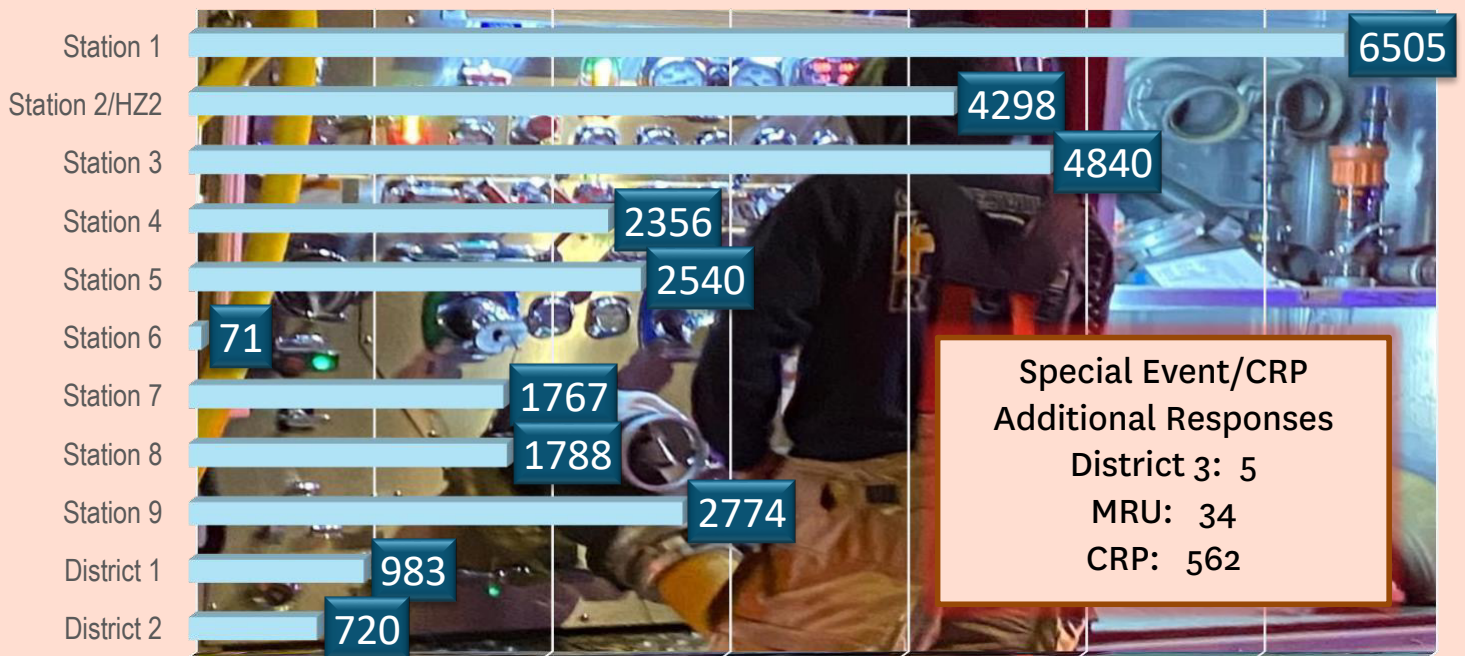 Station 1 6505
Station 2/HZ2 4298
Station 3 4840
Station 4 2356
Station 5 2540
Station 6 71
Station 7 1767
Station 8 1788
Station 9 2774
District 1 983
District 2 720
Special Event/CRP
Additional Responses
District 3: 5
MRU: 34
CRP: 562